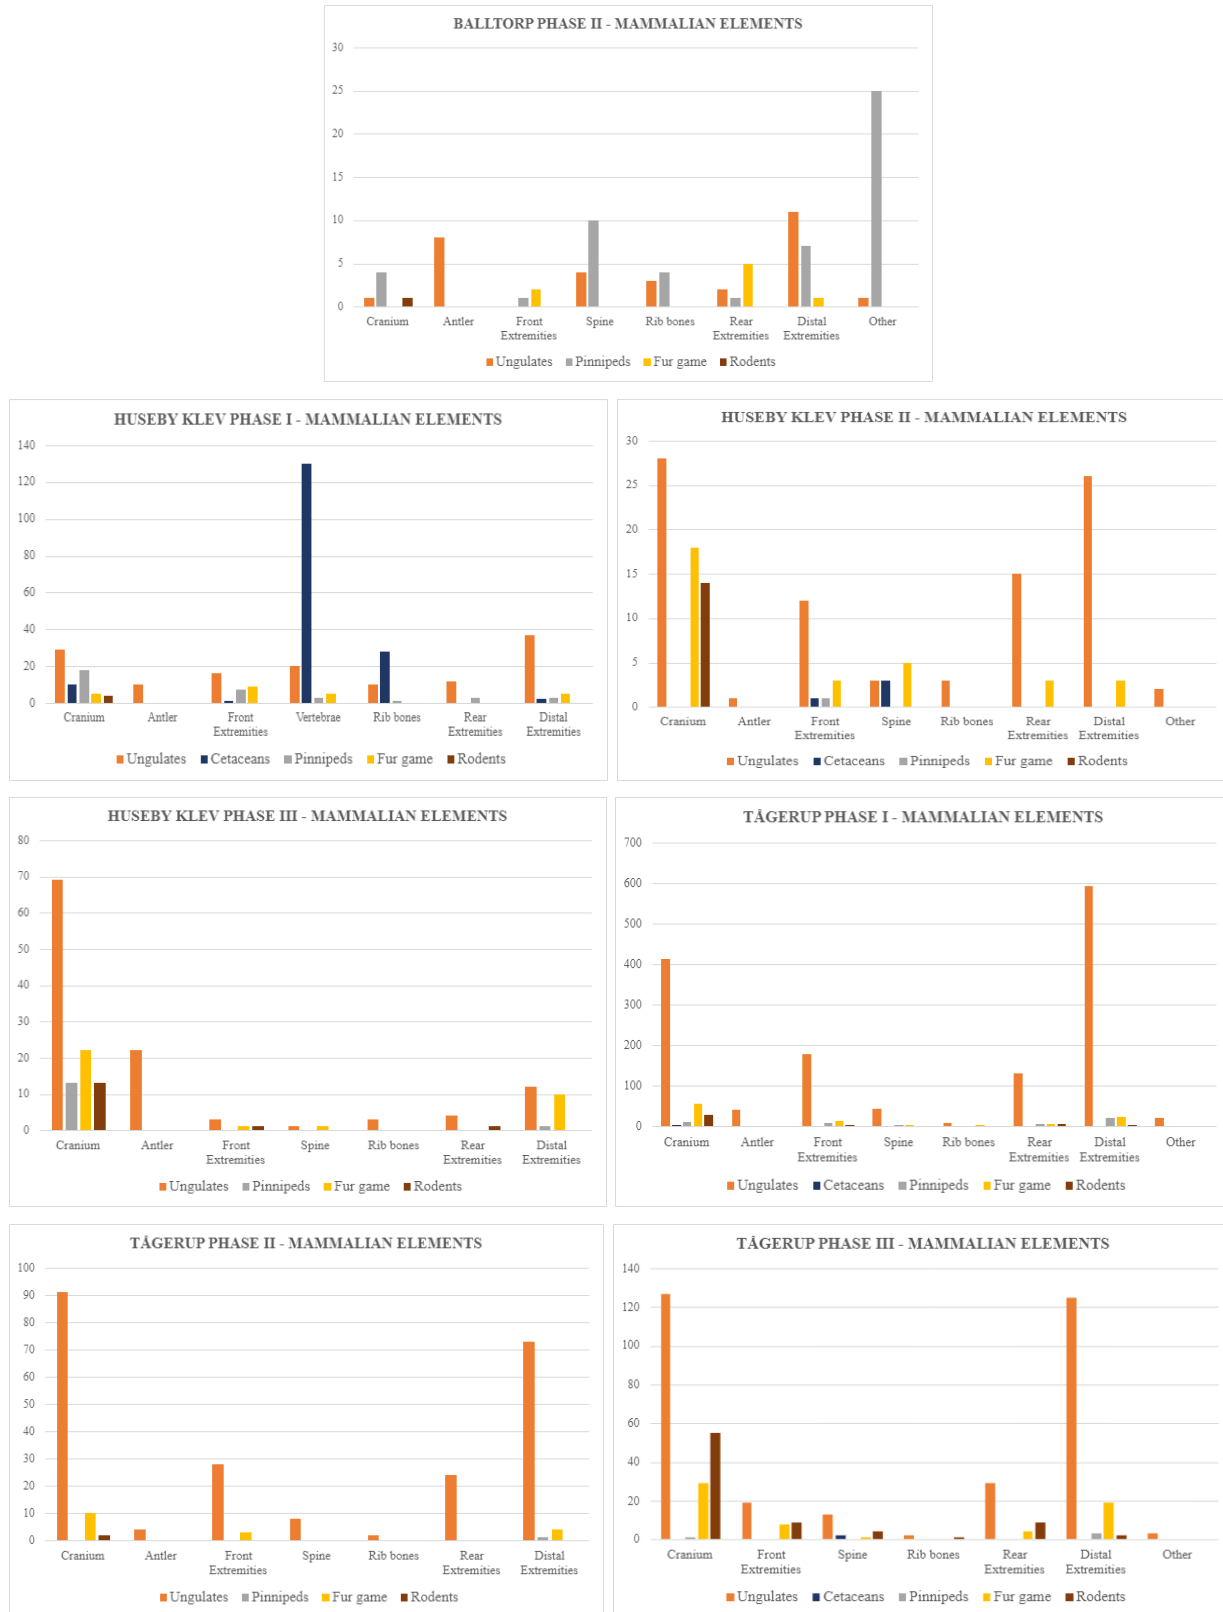 BALLTORP PHASE II - MAMMALIAN ELEMENTS
30
25
20
15
10
5
0
Cranium Antler Front Extremities Spine Rib bones Rear Extremities Distal Extremities Other
Ungulates Pinnipeds Fur game Rodents
HUSEBY KLEV PHASE I - MAMMALIAN ELEMENTS
140
120
100
80
60
40
20
0
Cranium Antler Front Extremities Vertebrae Rib bones Rear Extremities Distal Extremities
Ungulates Cetaceans Pinnipeds Fur game Rodents
HUSEBY KLEV PHASE II - MAMMALIAN ELEMENTS
30
25
20
15
10
5
0
Cranium Antler Front Extremities Spine Rib bones Rear Extremities Distal Extremities Other
Ungulates Cetaceans Pinnipeds Fur game Rodents
HUSEBY KLEV PHASE III - MAMMALIAN ELEMENTS
80
70
60
50
40
30
20
10
0
Cranium Antler Front Extremities Spine Rib bones Rear Extremities Distal Extremities
Ungulates Pinnipeds Fur game Rodents
TÅGERUP PHASE I - MAMMALIAN ELEMENTS
700
600
500
400
300
200
100
0
Cranium Antler Front Extremities Spine Rib bones Rear Extremities Distal Extremities Other
Ungulates Cetaceans Pinnipeds Fur game Rodents
TÅGERUP PHASE II - MAMMALIAN ELEMENTS
100
90
80
70
60
50
40
30
20
10
0
Cranium Antler Front Extremities Spine Rib bones Rear Extremities Distal Extremities
Ungulates Pinnipeds Fur game Rodents
TÅGERUP PHASE III - MAMMALIAN ELEMENTS
140
120
100
80
60
40
20
0
Cranium Front Extremities Spine Rib bones Rear Extremities Distal Extremities Other
Ungulates Cetaceans Pinnipeds Fur game Rodents